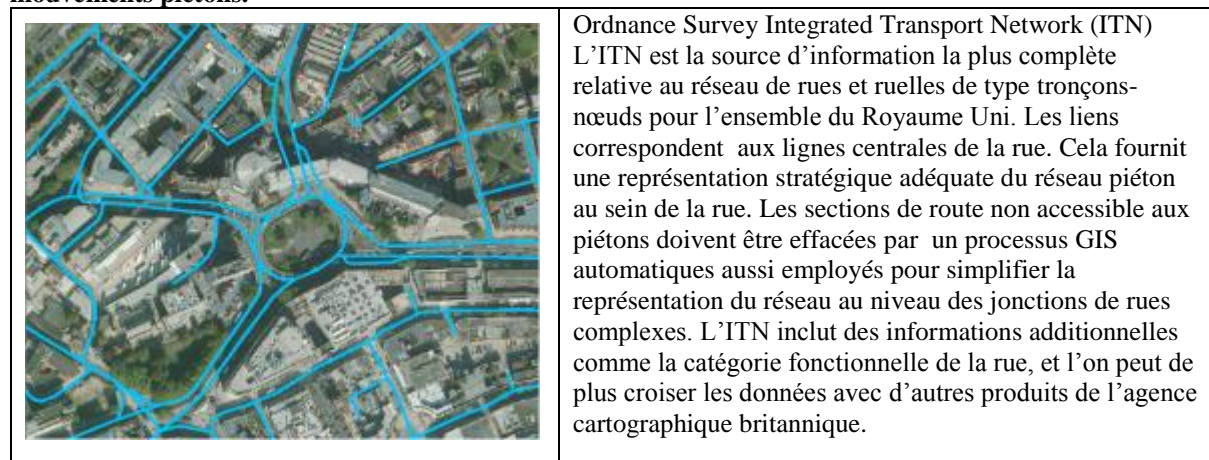 mouvements piétons.
Ordnance Survey Integrated Transport Network (ITN)
L’ITN est la source d’information la plus complète
relative au réseau de rues et ruelles de type tronçons-
nœuds pour l’ensemble du Royaume Uni. Les liens
correspondent aux lignes centrales de la rue. Cela fournit
une représentation stratégique adéquate du réseau piéton
au sein de la rue. Les sections de route non accessible aux
piétons doivent être effacées par un processus GIS
automatiques aussi employés pour simplifier la
représentation du réseau au niveau des jonctions de rues
complexes. L’ITN inclut des informations additionnelles
comme la catégorie fonctionnelle de la rue, et l’on peut de
plus croiser les données avec d’autres produits de l’agence
cartographique britannique.